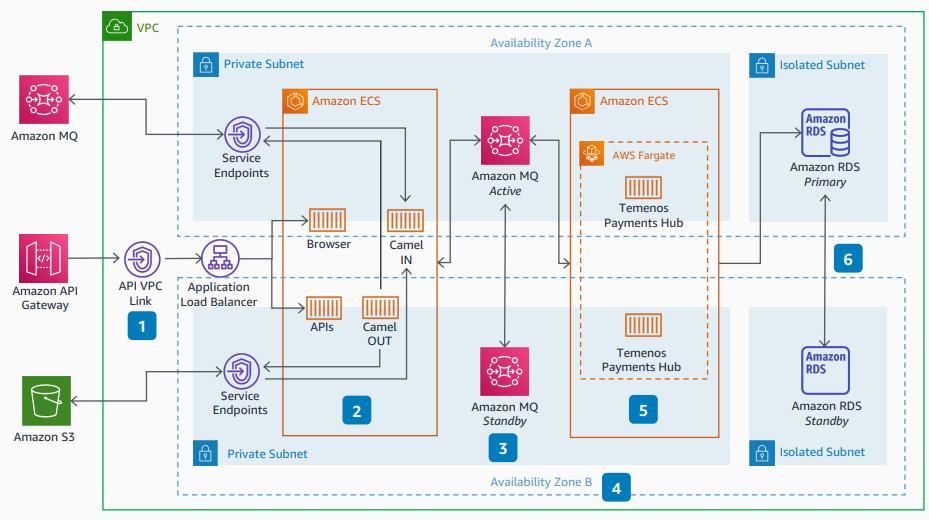 VPC
Availability Zone A
Private Subnet
Isolated Subnet
Amazon ECS
Amazon ECS
Amazon MQ
Service
Endpoints
Amazon MQ
Active
AWS Fargate
Temenos
Payments Hub
Amazon
RDS
Amazon RDS
Primary
Browser
Camel
IN
Amazon API
Gateway
API VPC
Link
1
Application
Load Balancer
6
APIs
Camel
OUT
Temenos
Payments Hub
Amazon S3
Service
Endpoints
2
Amazon MQ
Standby
3
5
Amazon
RDS
Amazon RDS
Standby
Private Subnet
Isolated Subnet
Availability Zone B
4